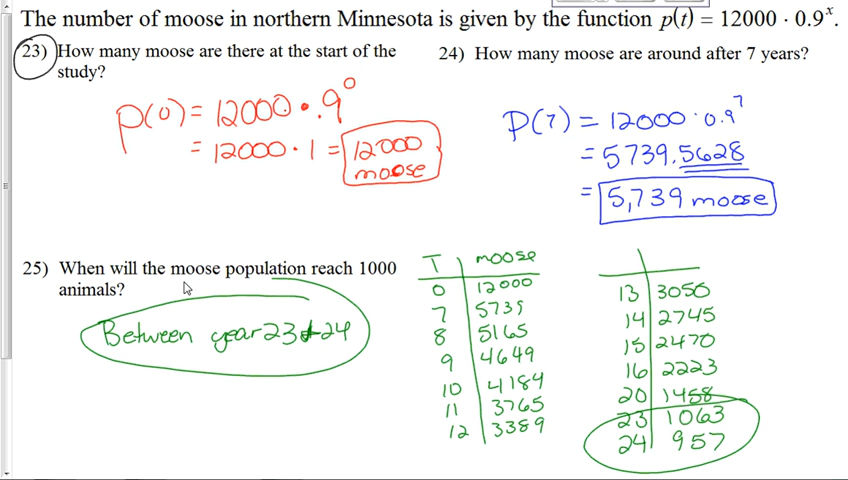 The number of moose in northern Minnesota is given by the function p(t) = 12000 · 0.9^x.
23) How many moose are there at the start of the study?
P(0) = 12000 · .9^0
= 12000 · 1 = 12000 moose
24) How many moose are around after 7 years?
P(7) = 12000 · 0.9^7
= 5739.5628
= 5,739 moose
25) When will the moose population reach 1000 animals?
Between year 23 + 24
T moose
0 12000
7 5739
8 5165
9 4649
10 4184
11 3765
12 3389
13 3050
14 2745
15 2470
16 2223
20 1458
23 1063
24 957